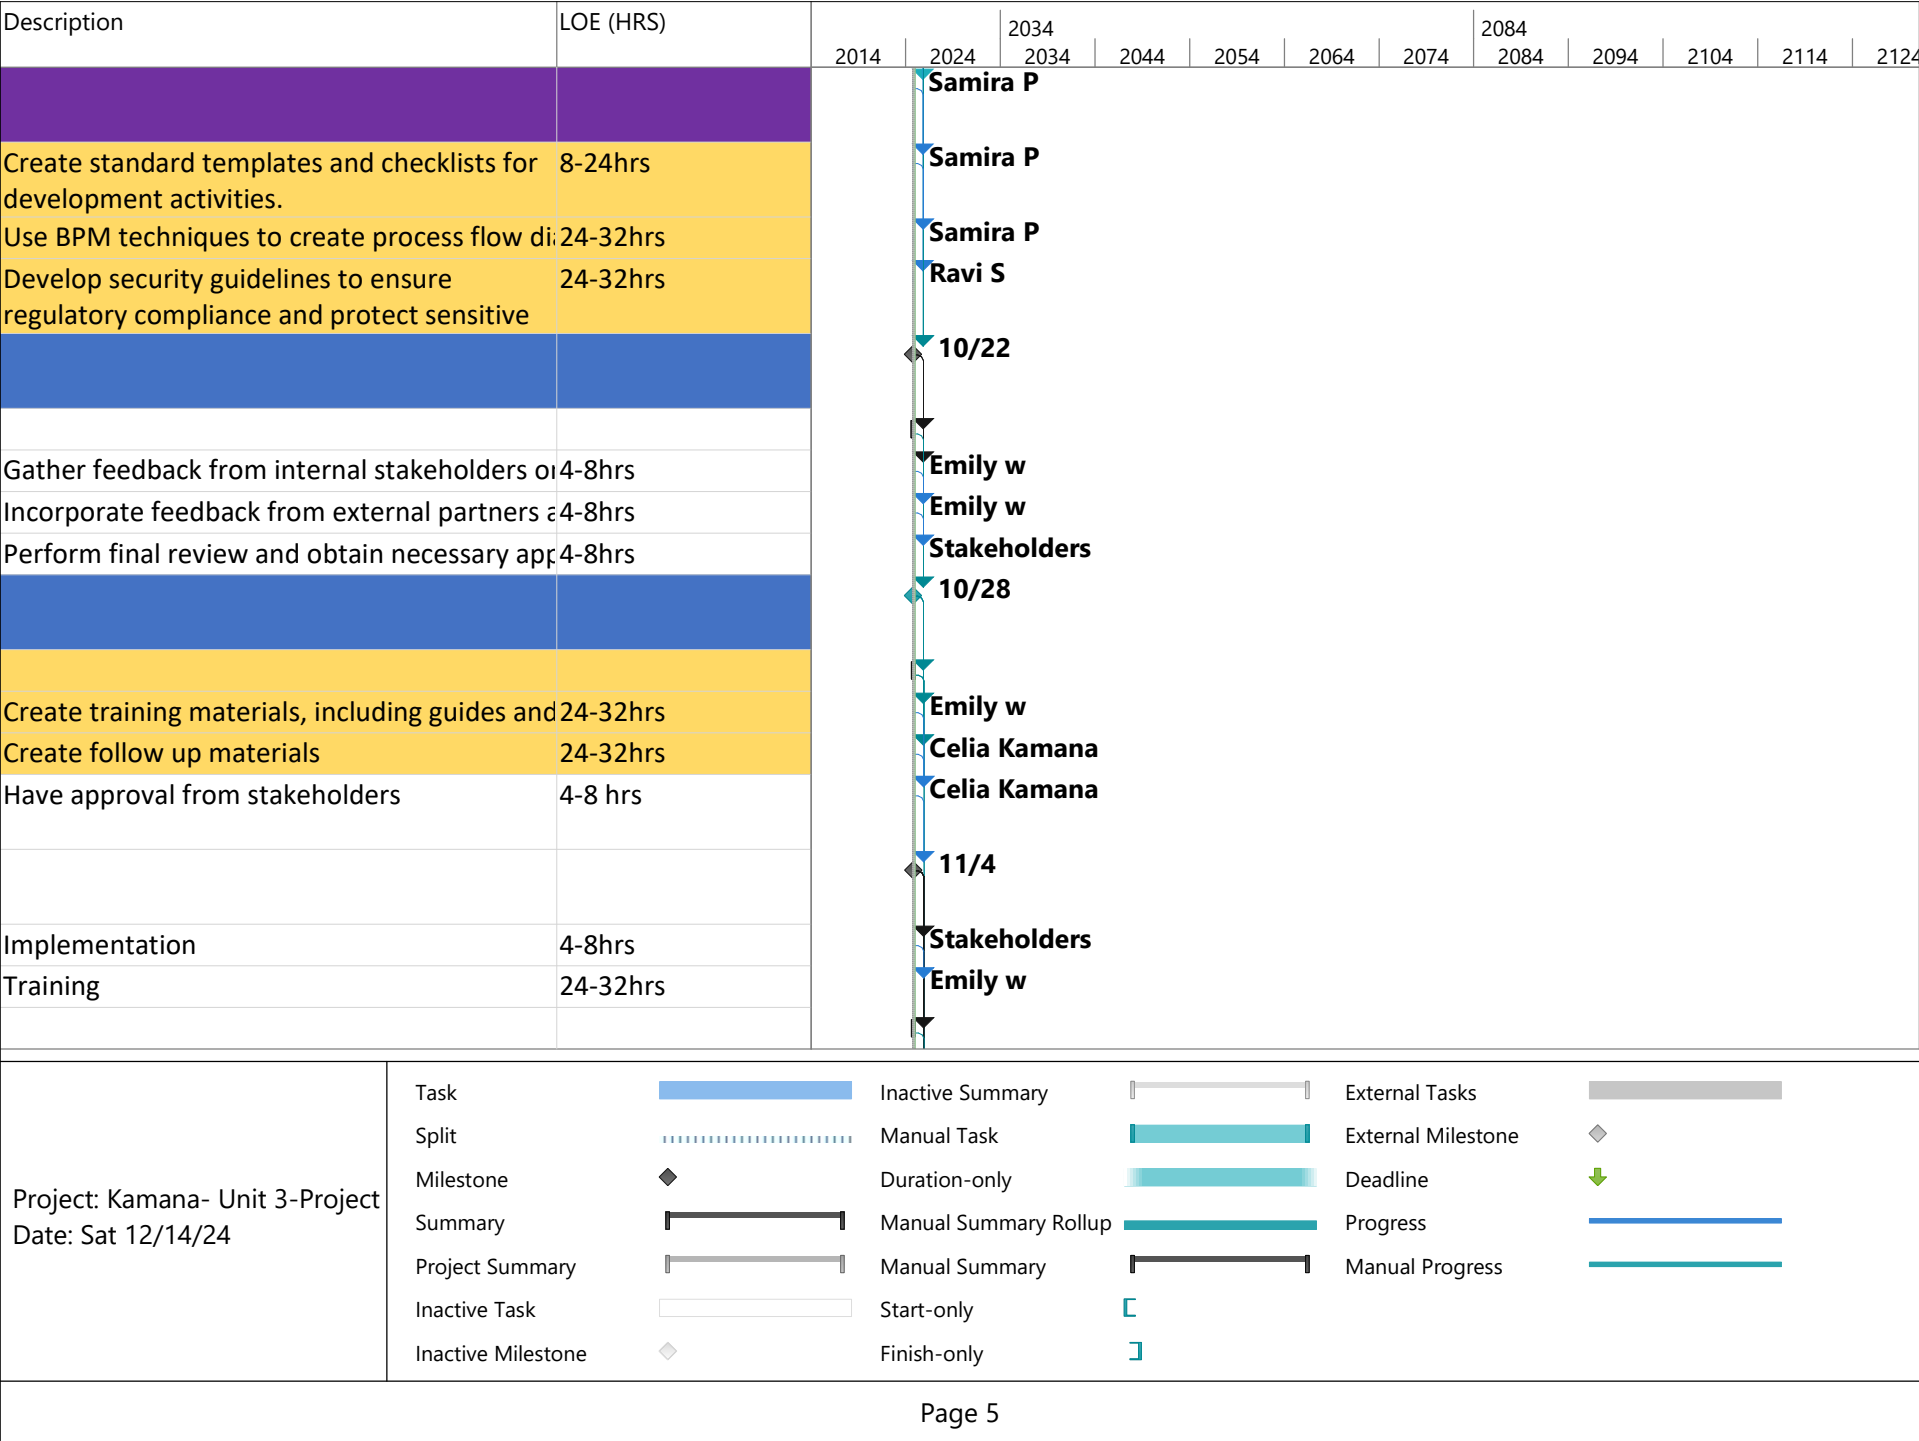 Description LOE (HRS)
2034 2084
2014 2024 2034 2044 2054 2064 2074 2084 2094 2104 2114 2124
Samira P
Create standard templates and checklists for 8-24hrs Samira P
development activities.
Use BPM techniques to create process flow dia 24-32hrs Samira P
Develop security guidelines to ensure 24-32hrs Ravi S
regulatory compliance and protect sensitive
10/22
Gather feedback from internal stakeholders on 4-8hrs Emily w
Incorporate feedback from external partners a 4-8hrs Emily w
Perform final review and obtain necessary app 4-8hrs Stakeholders
10/28
Create training materials, including guides and 24-32hrs Emily w
Create follow up materials 24-32hrs Celia Kamana
Have approval from stakeholders 4-8 hrs Celia Kamana
11/4
Implementation 4-8hrs Stakeholders
Training 24-32hrs Emily w
Project: Kamana- Unit 3-Project
Date: Sat 12/14/24
Task
Split
Milestone
Summary
Project Summary
Inactive Task
Inactive Milestone
Inactive Summary
Manual Task
Duration-only
Manual Summary Rollup
Manual Summary
Start-only
Finish-only
External Tasks
External Milestone
Deadline
Progress
Manual Progress
Page 5